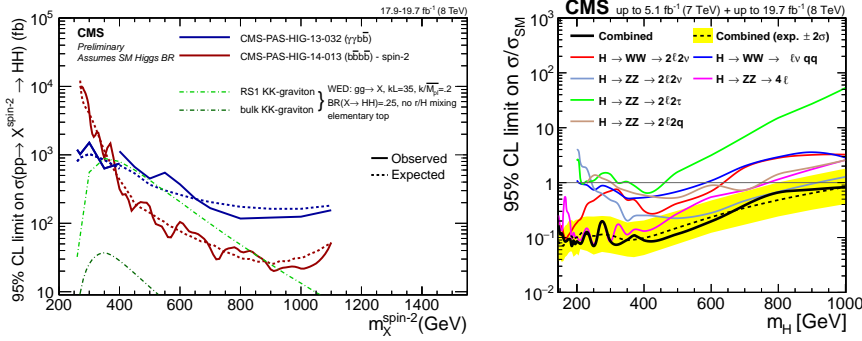 17.9-19.7 fb⁻¹ (8 TeV)
CMS
Preliminary
Assumes SM Higgs BR
CMS-PAS-HIG-13-032 (γγbb̄)
CMS-PAS-HIG-14-013 (bb̄bb̄) - spin-2
RS1 KK-graviton
bulk KK-graviton
WED: gg→ X, kL=35, k/M̄pl=.2
BR(X→ HH)=.25, no r/H mixing
elementary top
Observed
Expected
95% CL limit on σ(pp→ X^spin-2 → HH) (fb)
10⁵
10⁴
10³
10²
10
200 400 600 800 1000 1200 1400
m_X^spin-2 (GeV)
CMS up to 5.1 fb⁻¹ (7 TeV) + up to 19.7 fb⁻¹ (8 TeV)
Combined
Combined (exp. ± 2σ)
H → WW → 2ℓ2ν
H → WW → ℓν qq
H → ZZ → 2ℓ2ν
H → ZZ → 4ℓ
H → ZZ → 2ℓ2τ
H → ZZ → 2ℓ2q
95% CL limit on σ/σ_SM
10²
10
1
10⁻¹
10⁻²
200 400 600 800 1000
m_H [GeV]